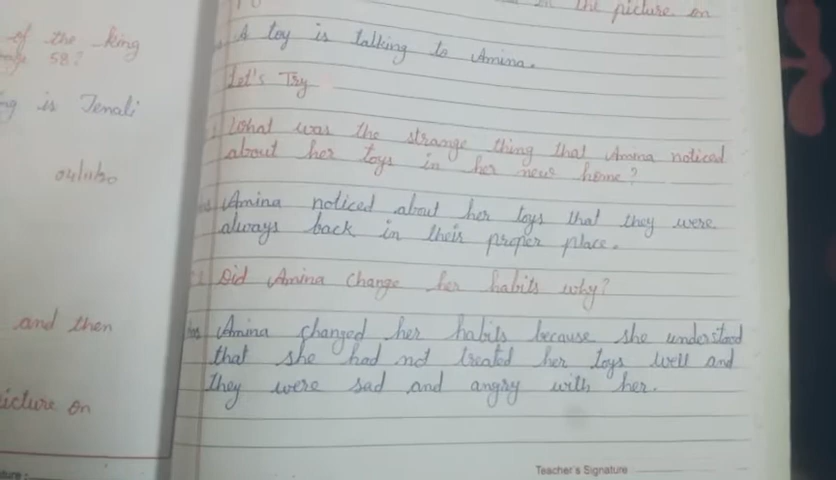 of the king
58?
is Tenali
and then
icture on
the picture on
A toy is talking to Amina.
Let's Try
What was the strange thing that Amina noticed
about her toys in her new home?
Amina noticed about her toys that they were
always back in their proper place.
Did Amina change her habits why?
Amina changed her habits because she understood
that she had not treated her toys well and
they were sad and angry with her.
Teacher's Signature